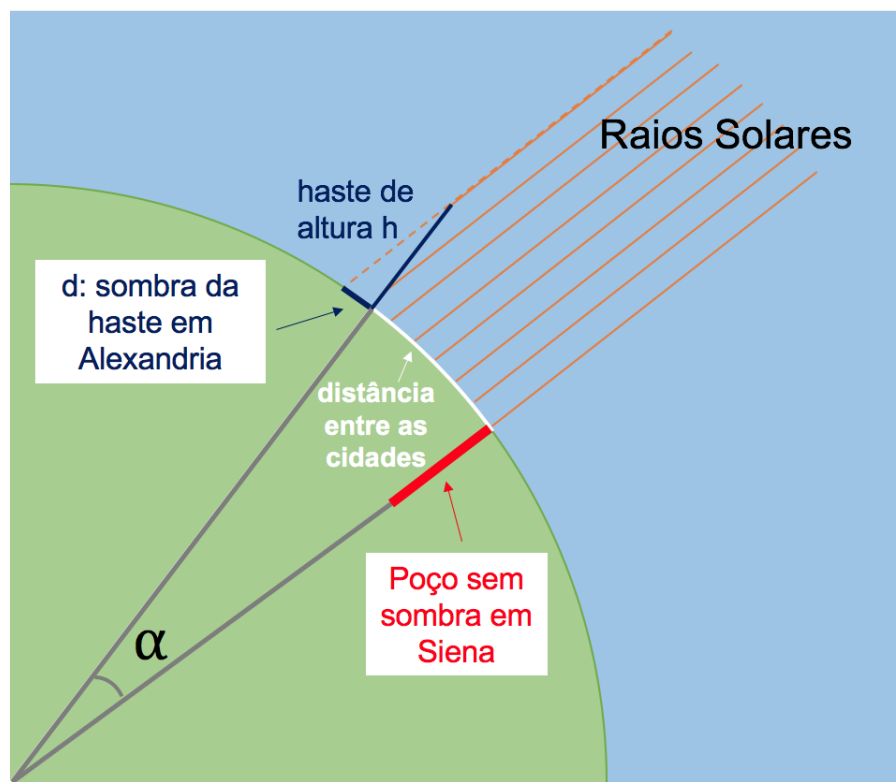 Raios Solares
haste de
altura h
d: sombra da
haste em
Alexandria
distância
entre as
cidades
Poço sem
sombra em
Siena
α